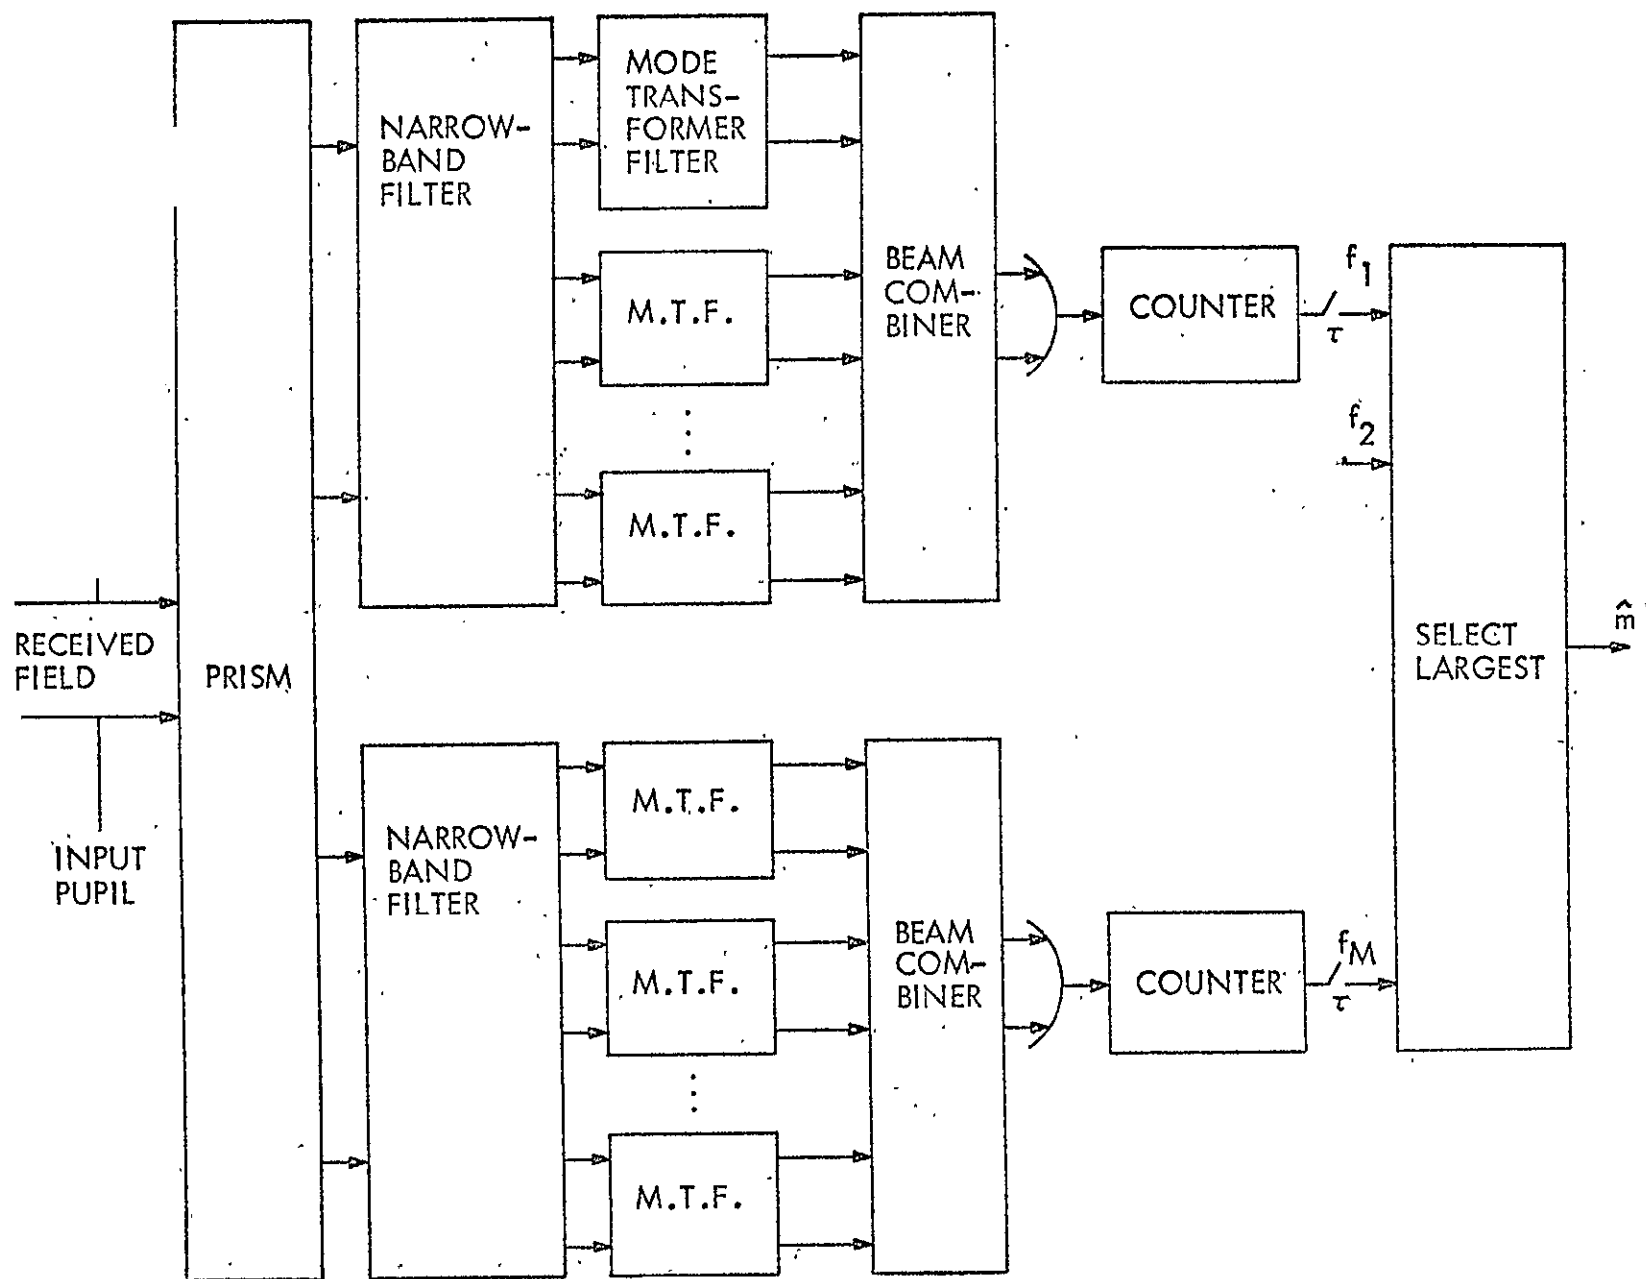 RECEIVED
FIELD
INPUT
PUPIL
PRISM
NARROW-
BAND
FILTER
MODE
TRANS-
FORMER
FILTER
M.T.F.
M.T.F.
BEAM
COM-
BINER
COUNTER
τ
f1
f2
NARROW-
BAND
FILTER
M.T.F.
M.T.F.
M.T.F.
BEAM
COM-
BINER
COUNTER
τ
fM
SELECT
LARGEST
m̂